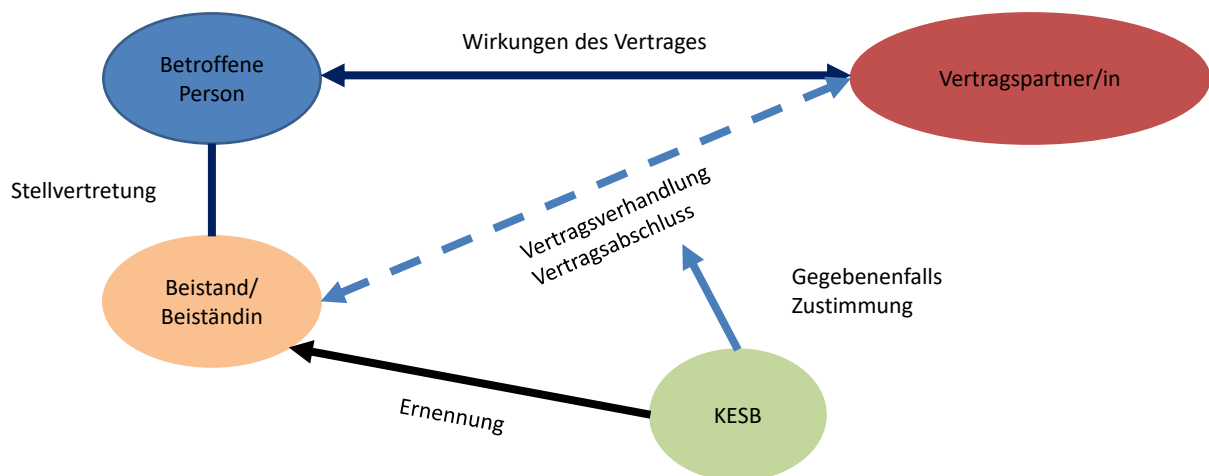 Wirkungen des Vertrages
Betroffene
Person
Vertragspartner/in
Stellvertretung
Vertragsverhandlung
Vertragsabschluss
Beistand/
Beiständin
Gegebenenfalls
Zustimmung
Ernennung
KESB